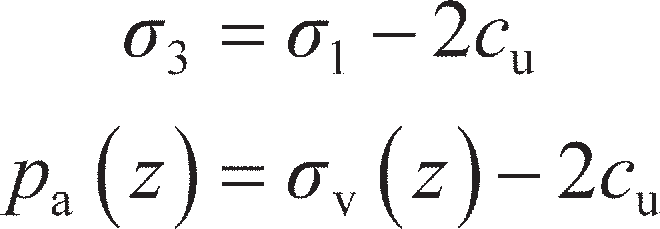 σ₃ = σ₁ − 2cᵤ
pₐ (z) = σᵥ (z) − 2cᵤ